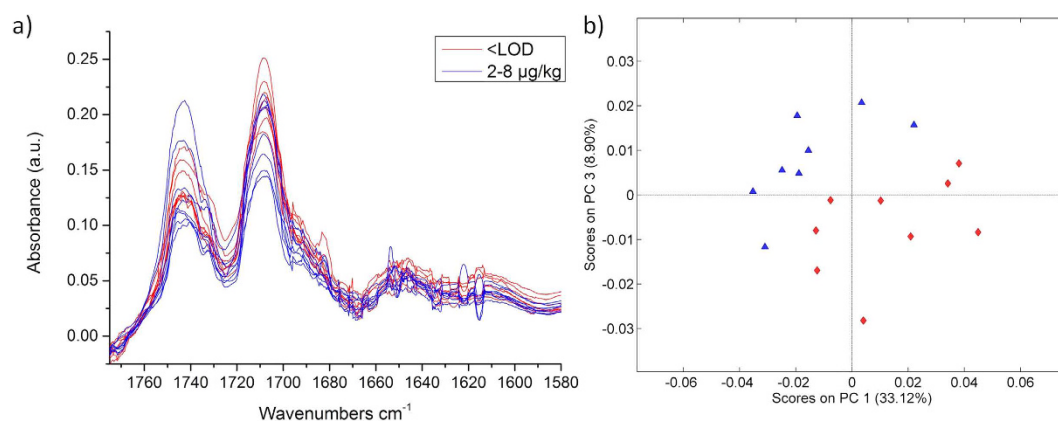 a)
0.25
0.20
0.15
0.10
0.05
0.00
Absorbance (a.u.)
<LOD
2-8 µg/kg
1760 1740 1720 1700 1680 1660 1640 1620 1600 1580
Wavenumbers cm⁻¹
b)
0.03
0.02
0.01
0
-0.01
-0.02
-0.03
Scores on PC 3 (8.90%)
-0.06 -0.04 -0.02 0 0.02 0.04 0.06
Scores on PC 1 (33.12%)